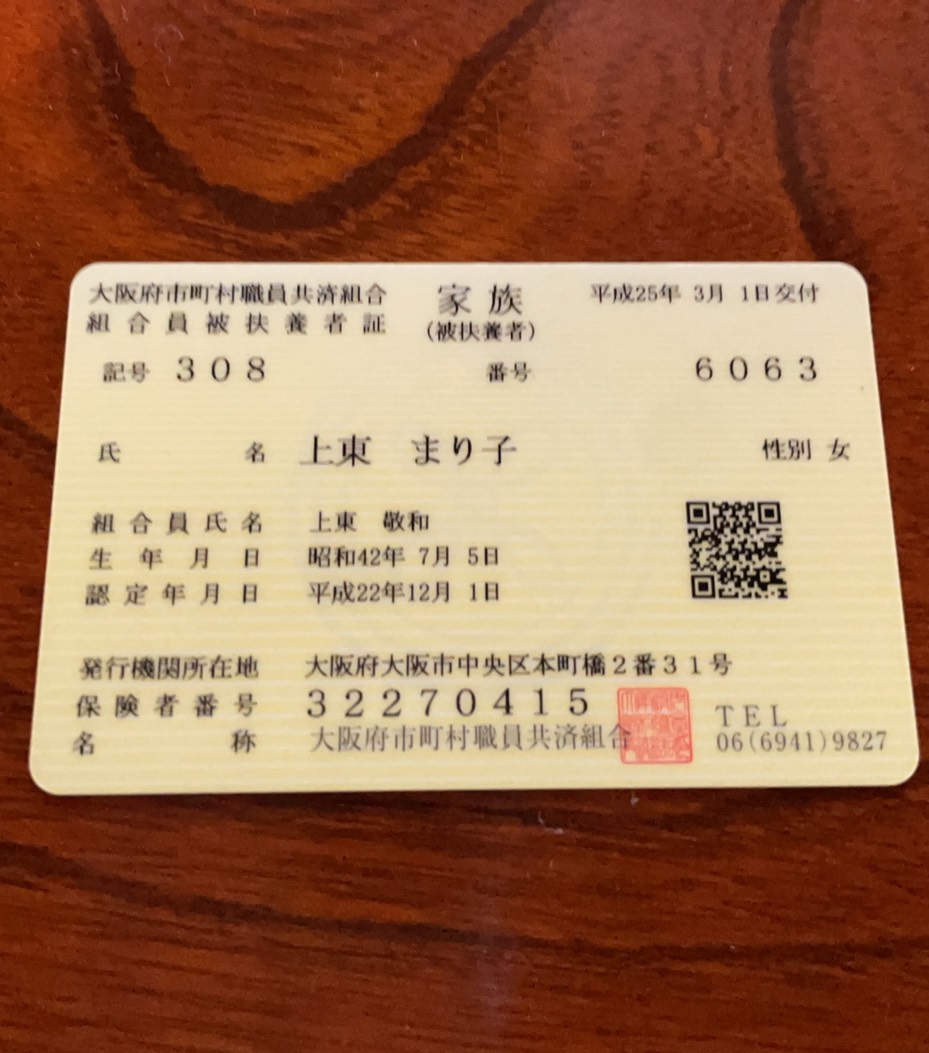 大阪府市町村職員共済組合
組合員被扶養者証
家族
(被扶養者)
平成25年 3月 1日交付
記号 308 番号 6063
氏名 上東 まり子 性別 女
組合員氏名 上東 敬和
生年月日 昭和42年 7月 5日
認定年月日 平成22年12月 1日
発行機関所在地 大阪府大阪市中央区本町橋2番31号
保険者番号 32270415
名称 大阪府市町村職員共済組合
TEL
06(6941)9827